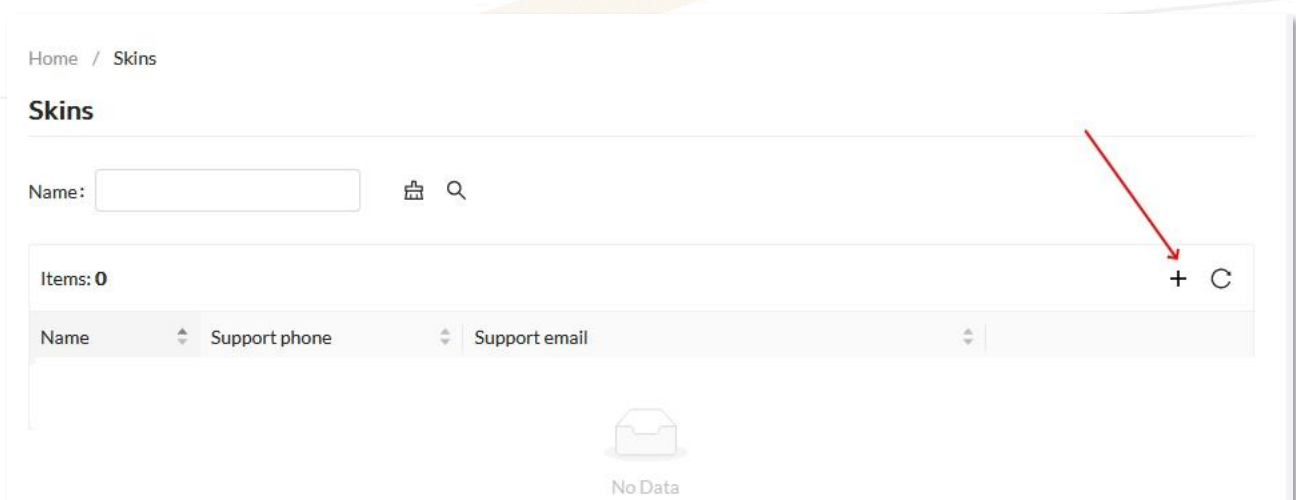 Home / Skins
Skins
Name:
Items: 0
Name Support phone Support email
No Data